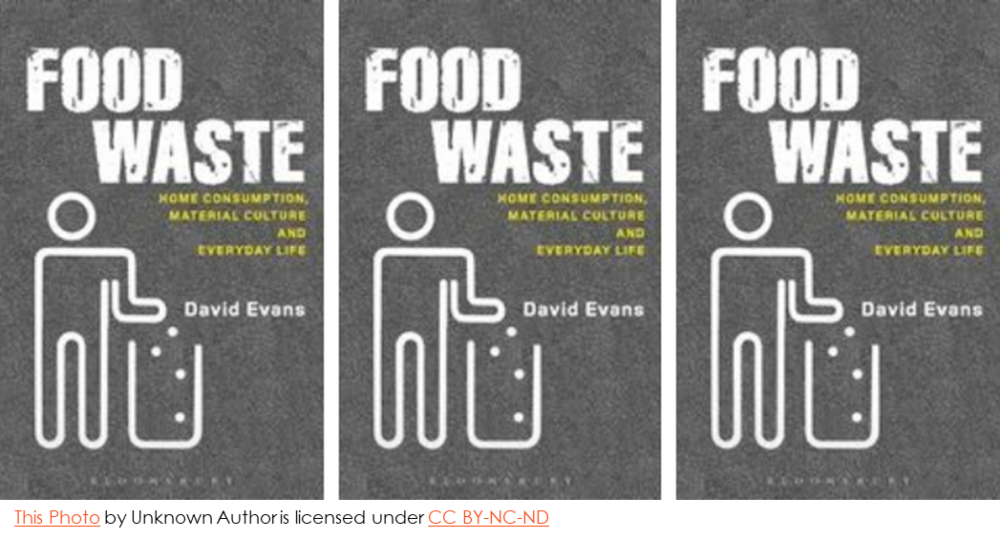 FOOD
WASTE
HOME CONSUMPTION,
MATERIAL CULTURE
AND
EVERYDAY LIFE
David Evans
BLOOMSBURY
FOOD
WASTE
HOME CONSUMPTION,
MATERIAL CULTURE
AND
EVERYDAY LIFE
David Evans
BLOOMSBURY
FOOD
WASTE
HOME CONSUMPTION,
MATERIAL CULTURE
AND
EVERYDAY LIFE
David Evans
BLOOMSBURY
This Photo by Unknown Author is licensed under CC BY-NC-ND